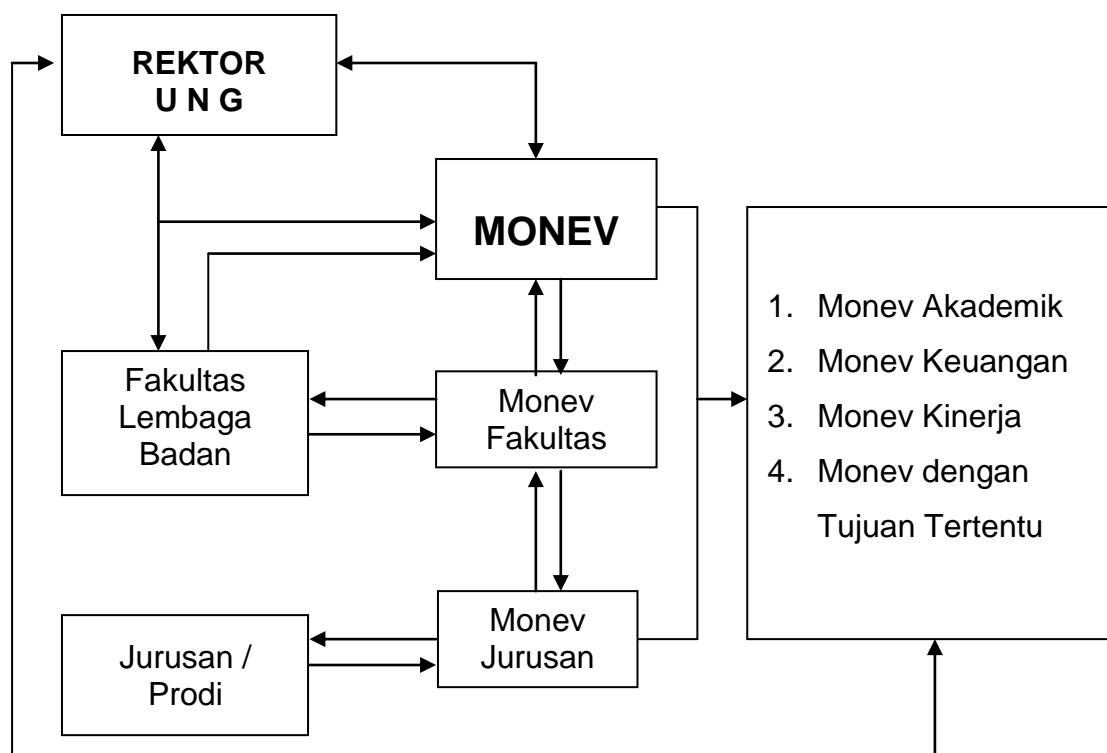 REKTOR
U N G
MONEV
Fakultas
Lembaga
Badan
Monev
Fakultas
Jurusan /
Prodi
Monev
Jurusan
1. Monev Akademik
2. Monev Keuangan
3. Monev Kinerja
4. Monev dengan
Tujuan Tertentu